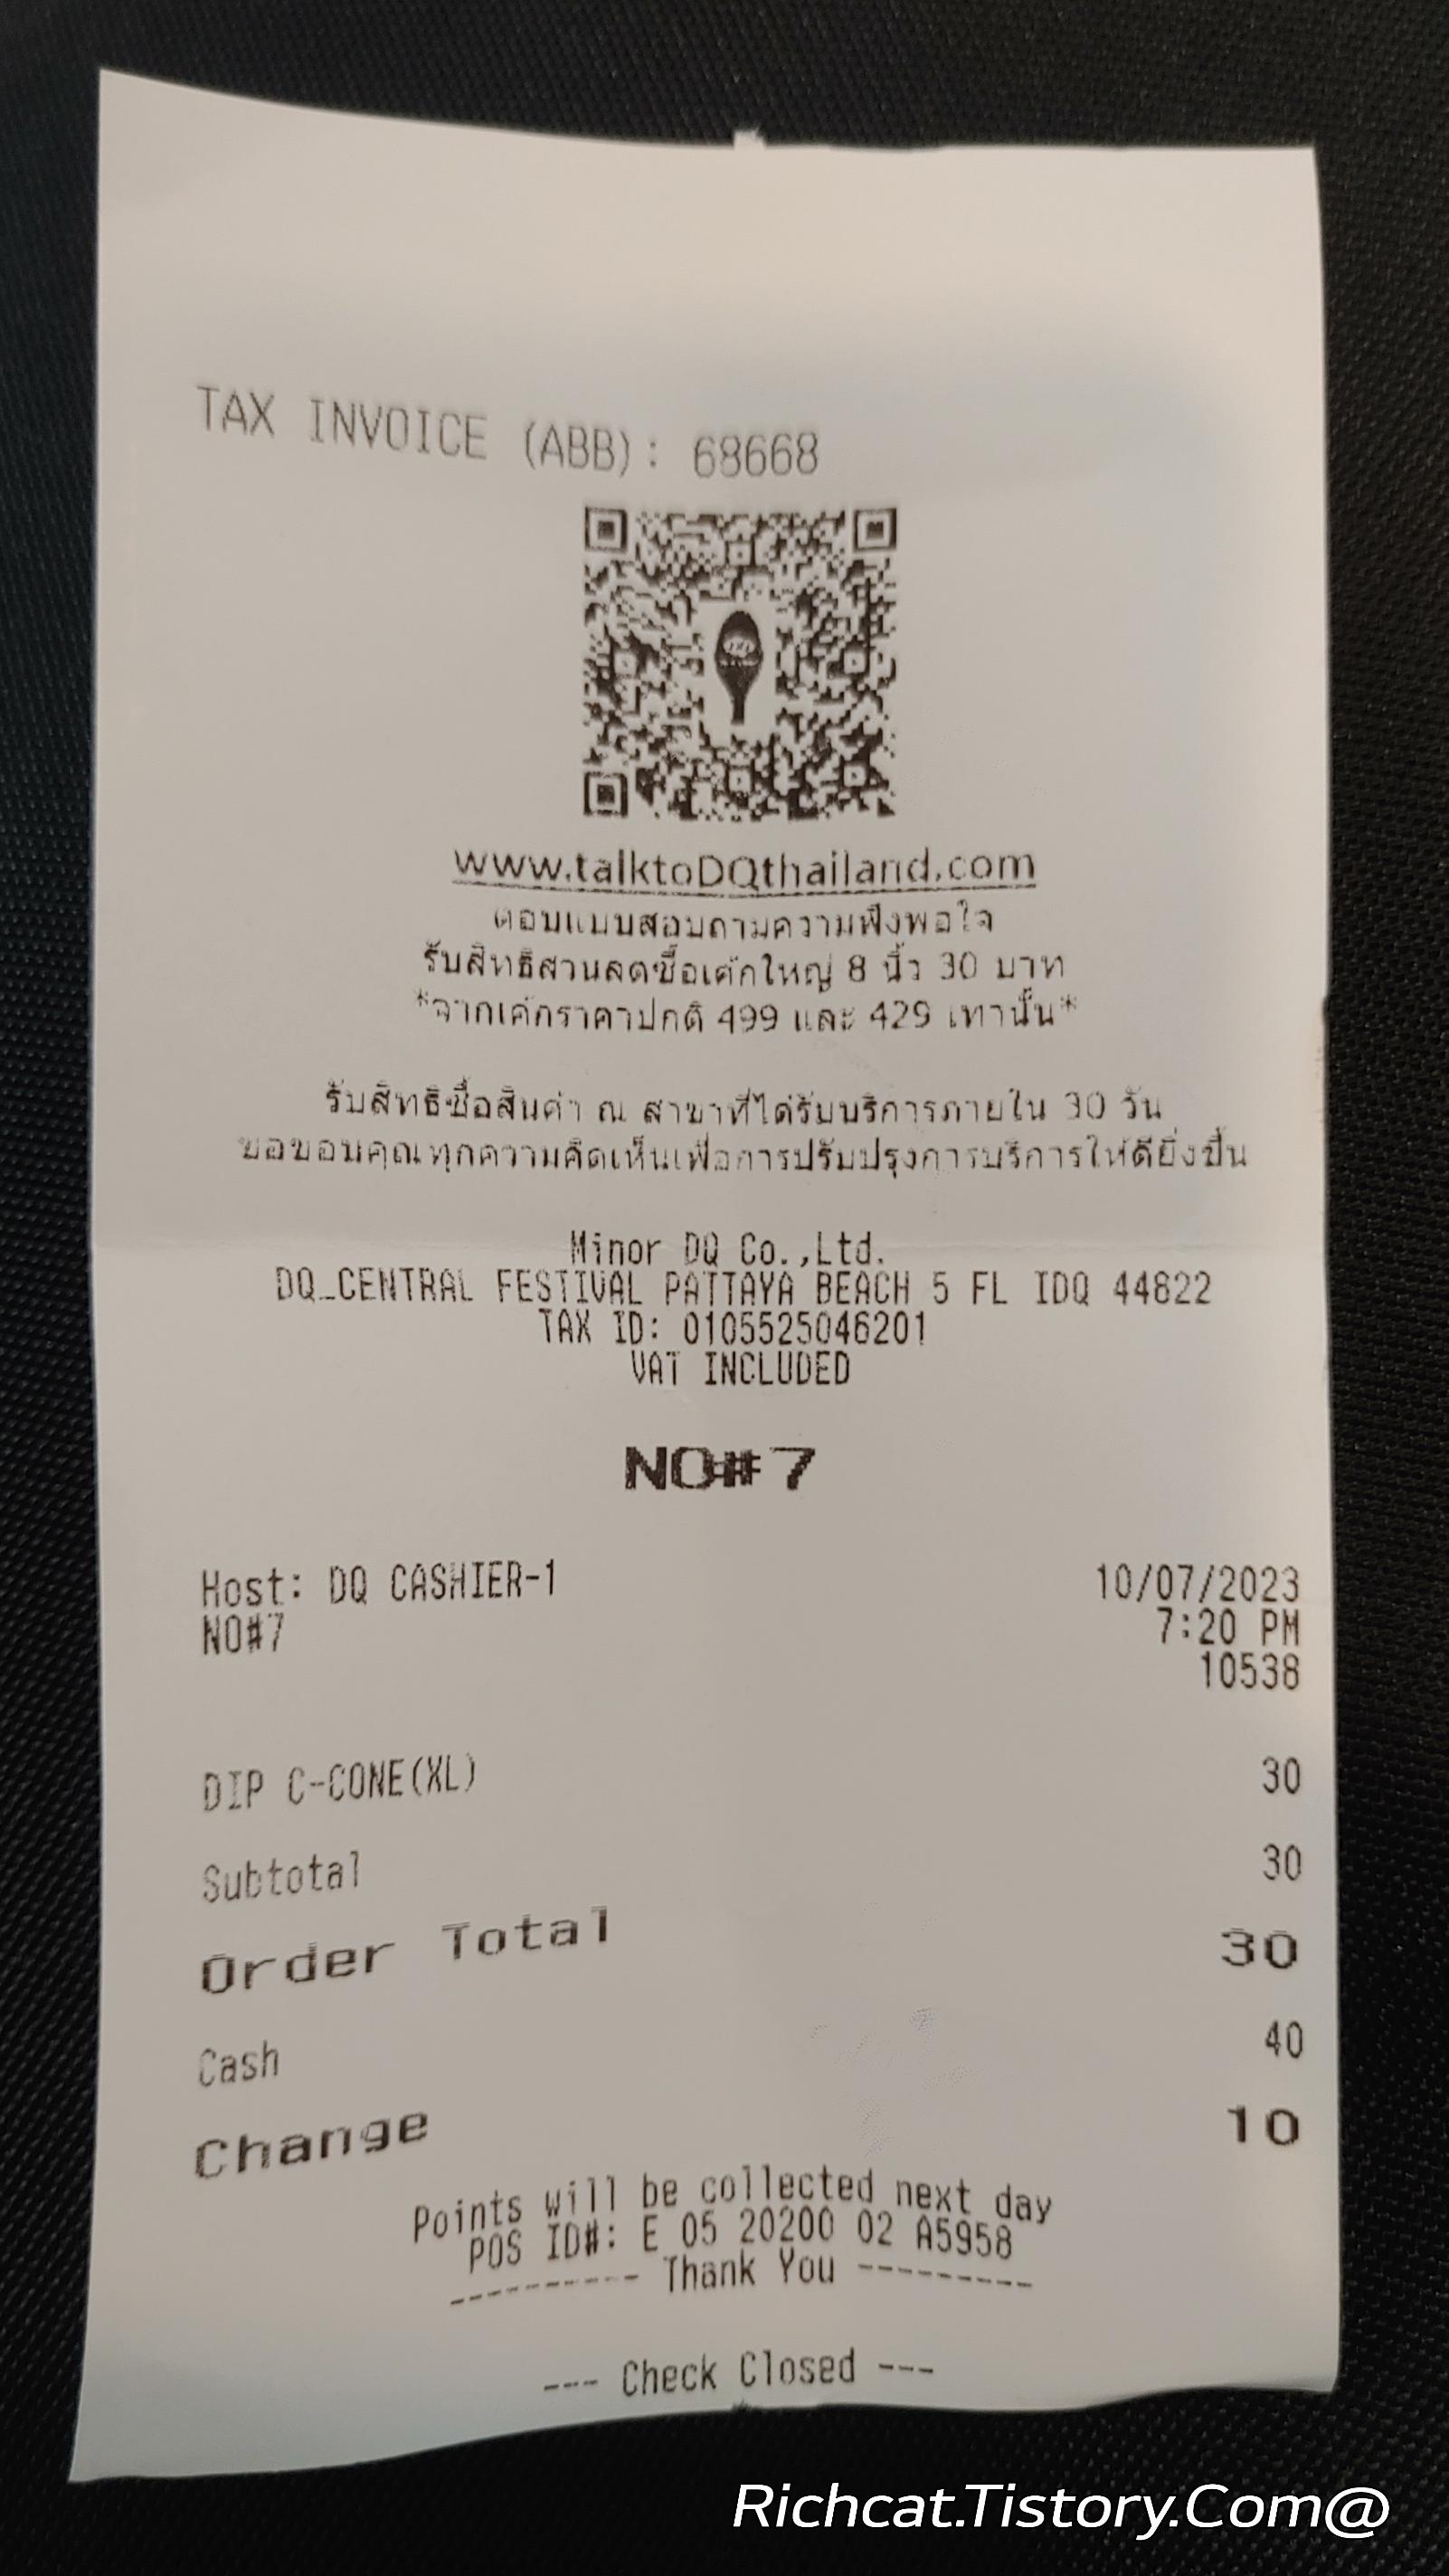 TAX INVOICE (ABB): 68668
www.talktoDQthailand.com
ตอบแบบสอบถามความพึงพอใจ
รับสิทธิส่วนลดซื้อเค้กใหญ่ 8 นิ้ว 30 บาท
*จากเค้กราคาปกติ 499 และ 429 เท่านั้น*
รับสิทธิซื้อสินค้า ณ สาขาที่ได้รับบริการภายใน 30 วัน
ขอขอบคุณทุกความคิดเห็นเพื่อการปรับปรุงการบริการให้ดียิ่งขึ้น
Minor DQ Co.,Ltd.
DQ_CENTRAL FESTIVAL PATTAYA BEACH 5 FL IDQ 44822
TAX ID: 0105525046201
VAT INCLUDED
NO#7
Host: DQ CASHIER-1 10/07/2023
NO#7 7:20 PM
10538
DIP C-CONE(XL) 30
Subtotal 30
Order Total 30
Cash 40
Change 10
Points will be collected next day
POS ID#: E 05 20200 02 A5958
---------- Thank You ---------
--- Check Closed ---
Richcat.Tistory.Com@